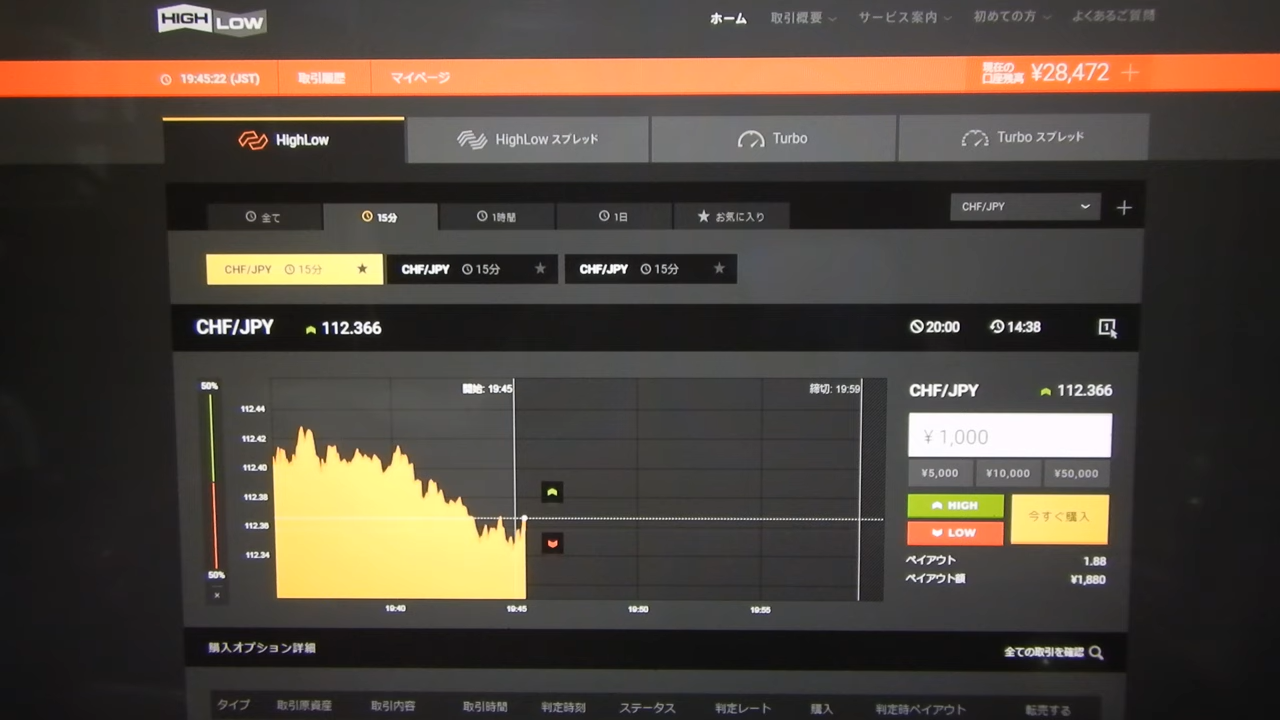 HIGH LOW
ホーム 取引概要 サービス案内 初めての方 よくあるご質問
19:45:22 (JST) 取引履歴 マイページ 現在の口座残高 ¥28,472 +
HighLow HighLow スプレッド Turbo Turbo スプレッド
全て 15分 1時間 1日 お気に入り CHF/JPY +
CHF/JPY 15分 CHF/JPY 15分 CHF/JPY 15分
CHF/JPY 112.366 20:00 14:38 1
50%
開始: 19:45 締切: 19:59
112.44
112.42
112.40
112.38
112.36
112.34
50%
×
19:40 19:45 19:50 19:55
CHF/JPY 112.366
¥ 1,000
¥5,000 ¥10,000 ¥50,000
HIGH
LOW
今すぐ購入
ペイアウト 1.88
ペイアウト額 ¥1,880
購入オプション詳細 全ての取引を確認
タイプ 取引原資産 取引内容 取引時間 判定時刻 ステータス 判定レート 購入 判定時ペイアウト 転売する